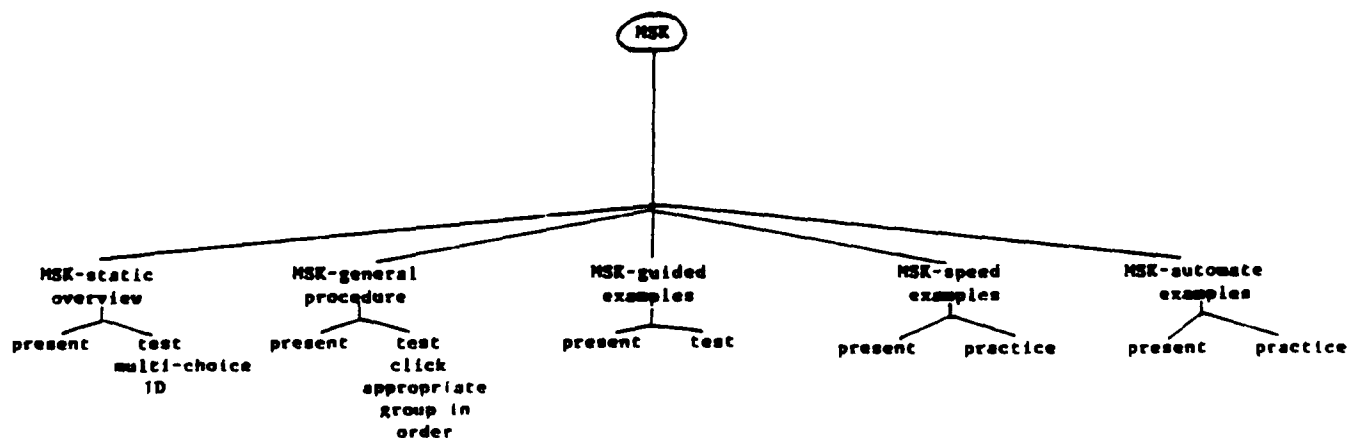 MSK
MSK-static
overview
present
test
multi-choice
ID
MSK-general
procedure
present
test
click
appropriate
group in
order
MSK-guided
examples
present
test
MSK-speed
examples
present
practice
MSK-automate
examples
present
practice